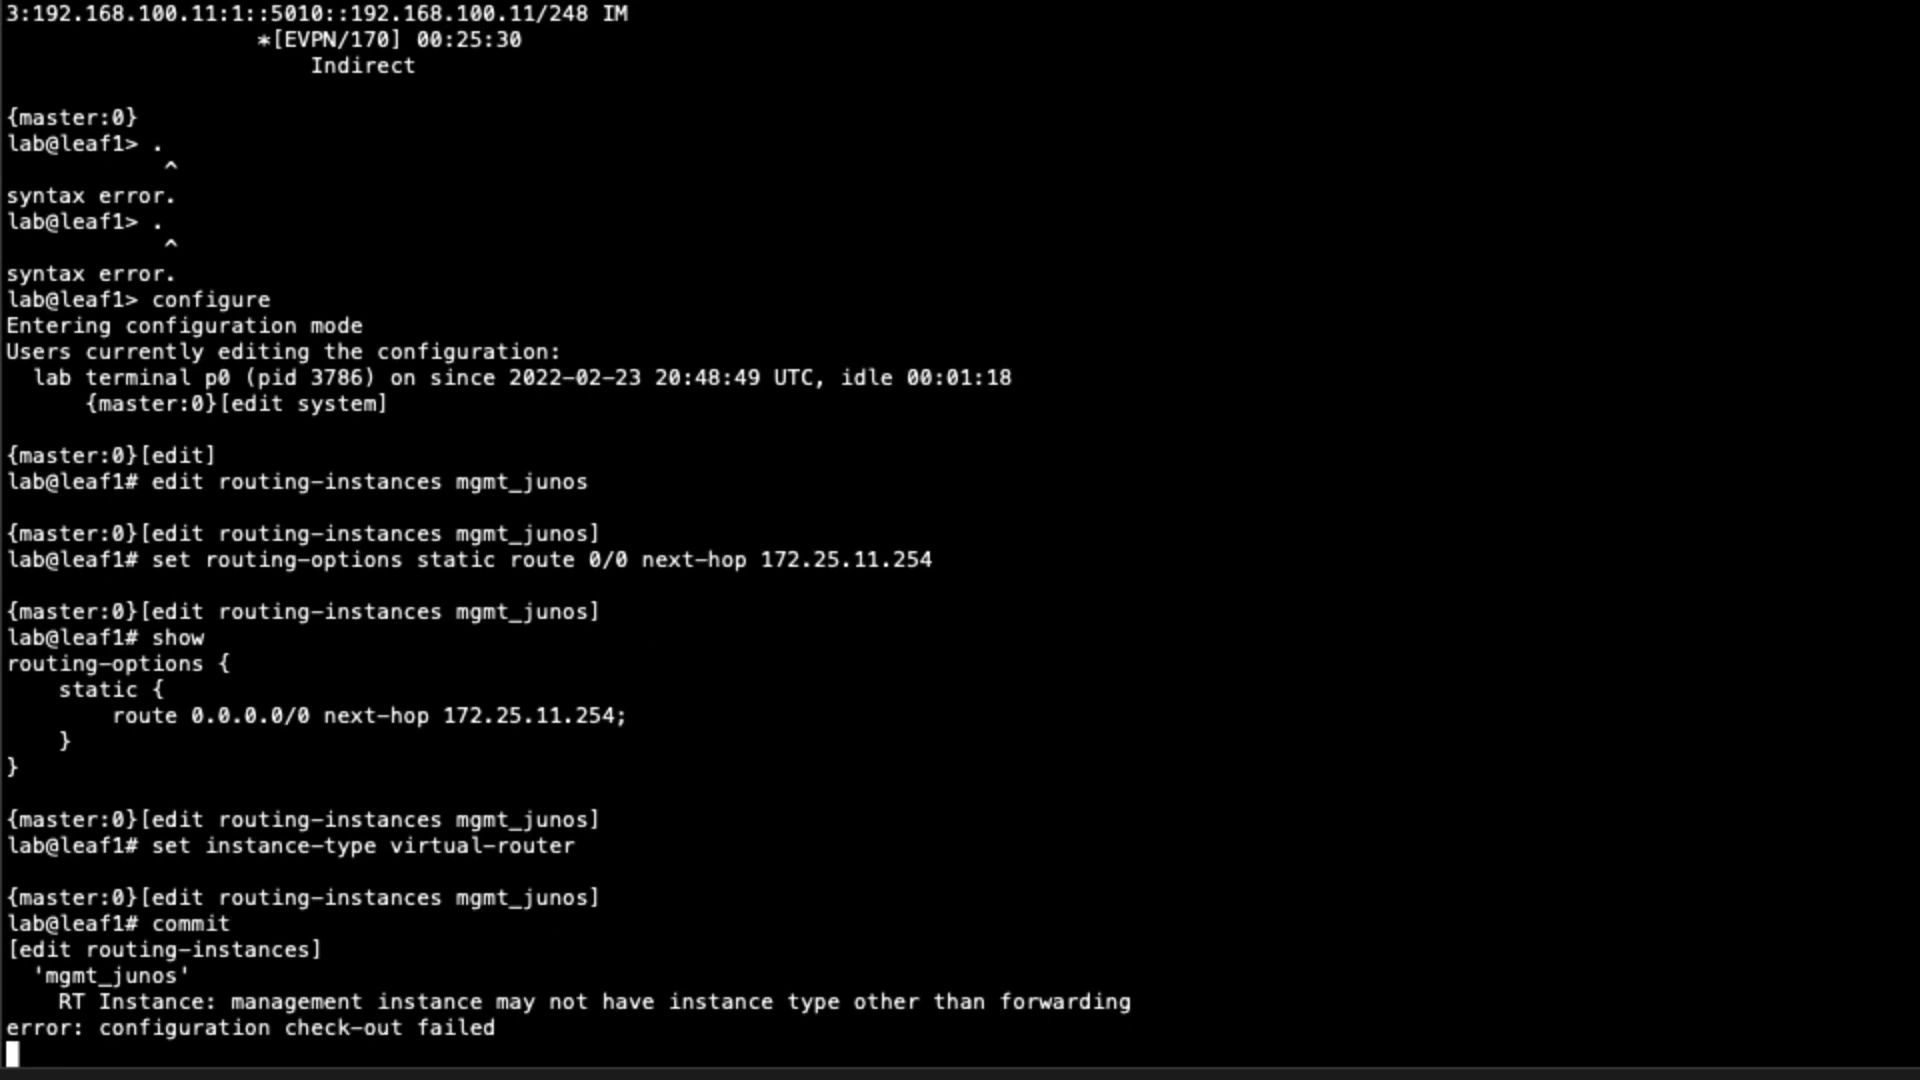 3:192.168.100.11:1::5010::192.168.100.11/248 IM
                   *[EVPN/170] 00:25:30
                       Indirect
{master:0}
lab@leaf1> .
            ^
syntax error.
lab@leaf1> .
            ^
syntax error.
lab@leaf1> configure
Entering configuration mode
Users currently editing the configuration:
  lab terminal p0 (pid 3786) on since 2022-02-23 20:48:49 UTC, idle 00:01:18
      {master:0}[edit system]
{master:0}[edit]
lab@leaf1# edit routing-instances mgmt_junos
{master:0}[edit routing-instances mgmt_junos]
lab@leaf1# set routing-options static route 0/0 next-hop 172.25.11.254
{master:0}[edit routing-instances mgmt_junos]
lab@leaf1# show
routing-options {
    static {
        route 0.0.0.0/0 next-hop 172.25.11.254;
    }
}
{master:0}[edit routing-instances mgmt_junos]
lab@leaf1# set instance-type virtual-router
{master:0}[edit routing-instances mgmt_junos]
lab@leaf1# commit
[edit routing-instances]
  'mgmt_junos'
    RT Instance: management instance may not have instance type other than forwarding
error: configuration check-out failed